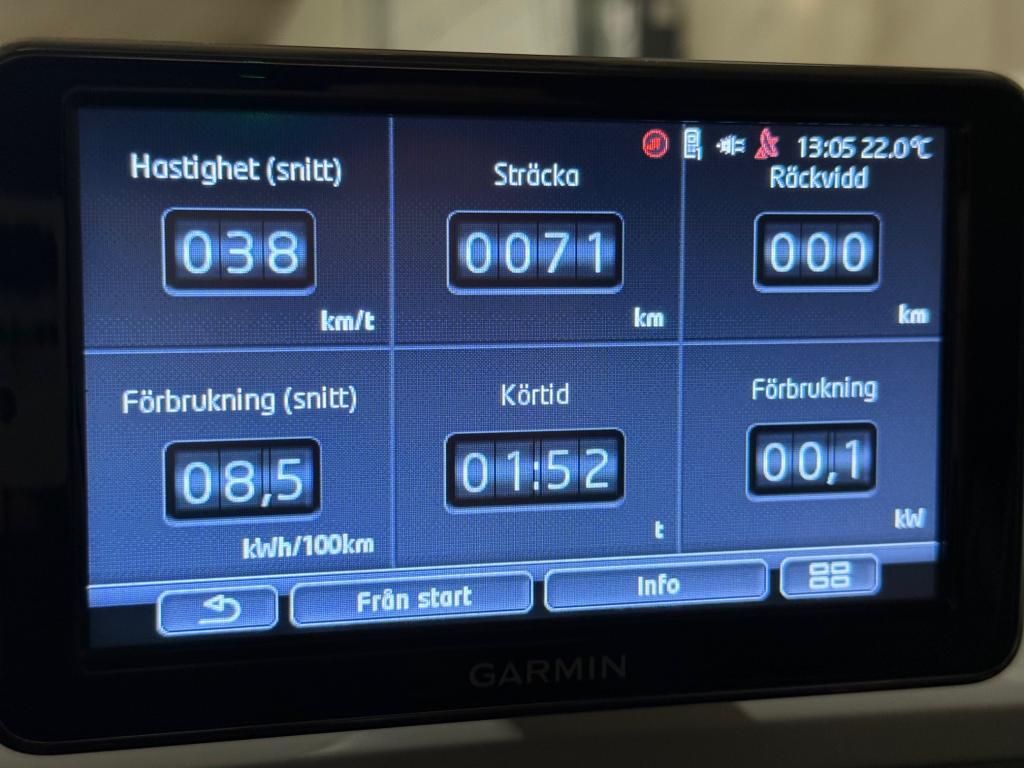 13:05 22.0°C
Hastighet (snitt)
038
km/t
Sträcka
0071
km
Räckvidd
000
km
Förbrukning (snitt)
08,5
kWh/100km
Körtid
01:52
t
Förbrukning
00,1
kW
Från start
Info
GARMIN